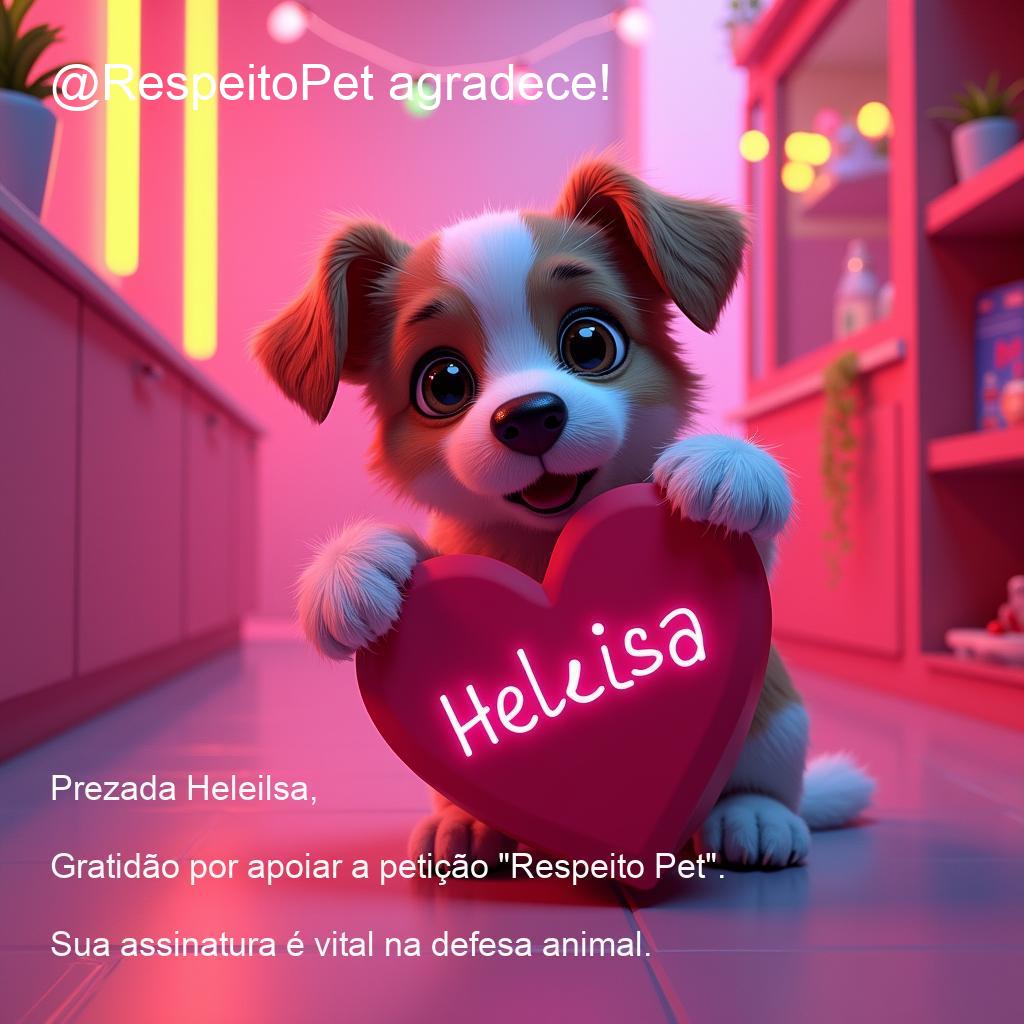 @RespeitoPet agradece!
Heleisa
Prezada Heleilsa,
Gratidão por apoiar a petição "Respeito Pet".
Sua assinatura é vital na defesa animal.